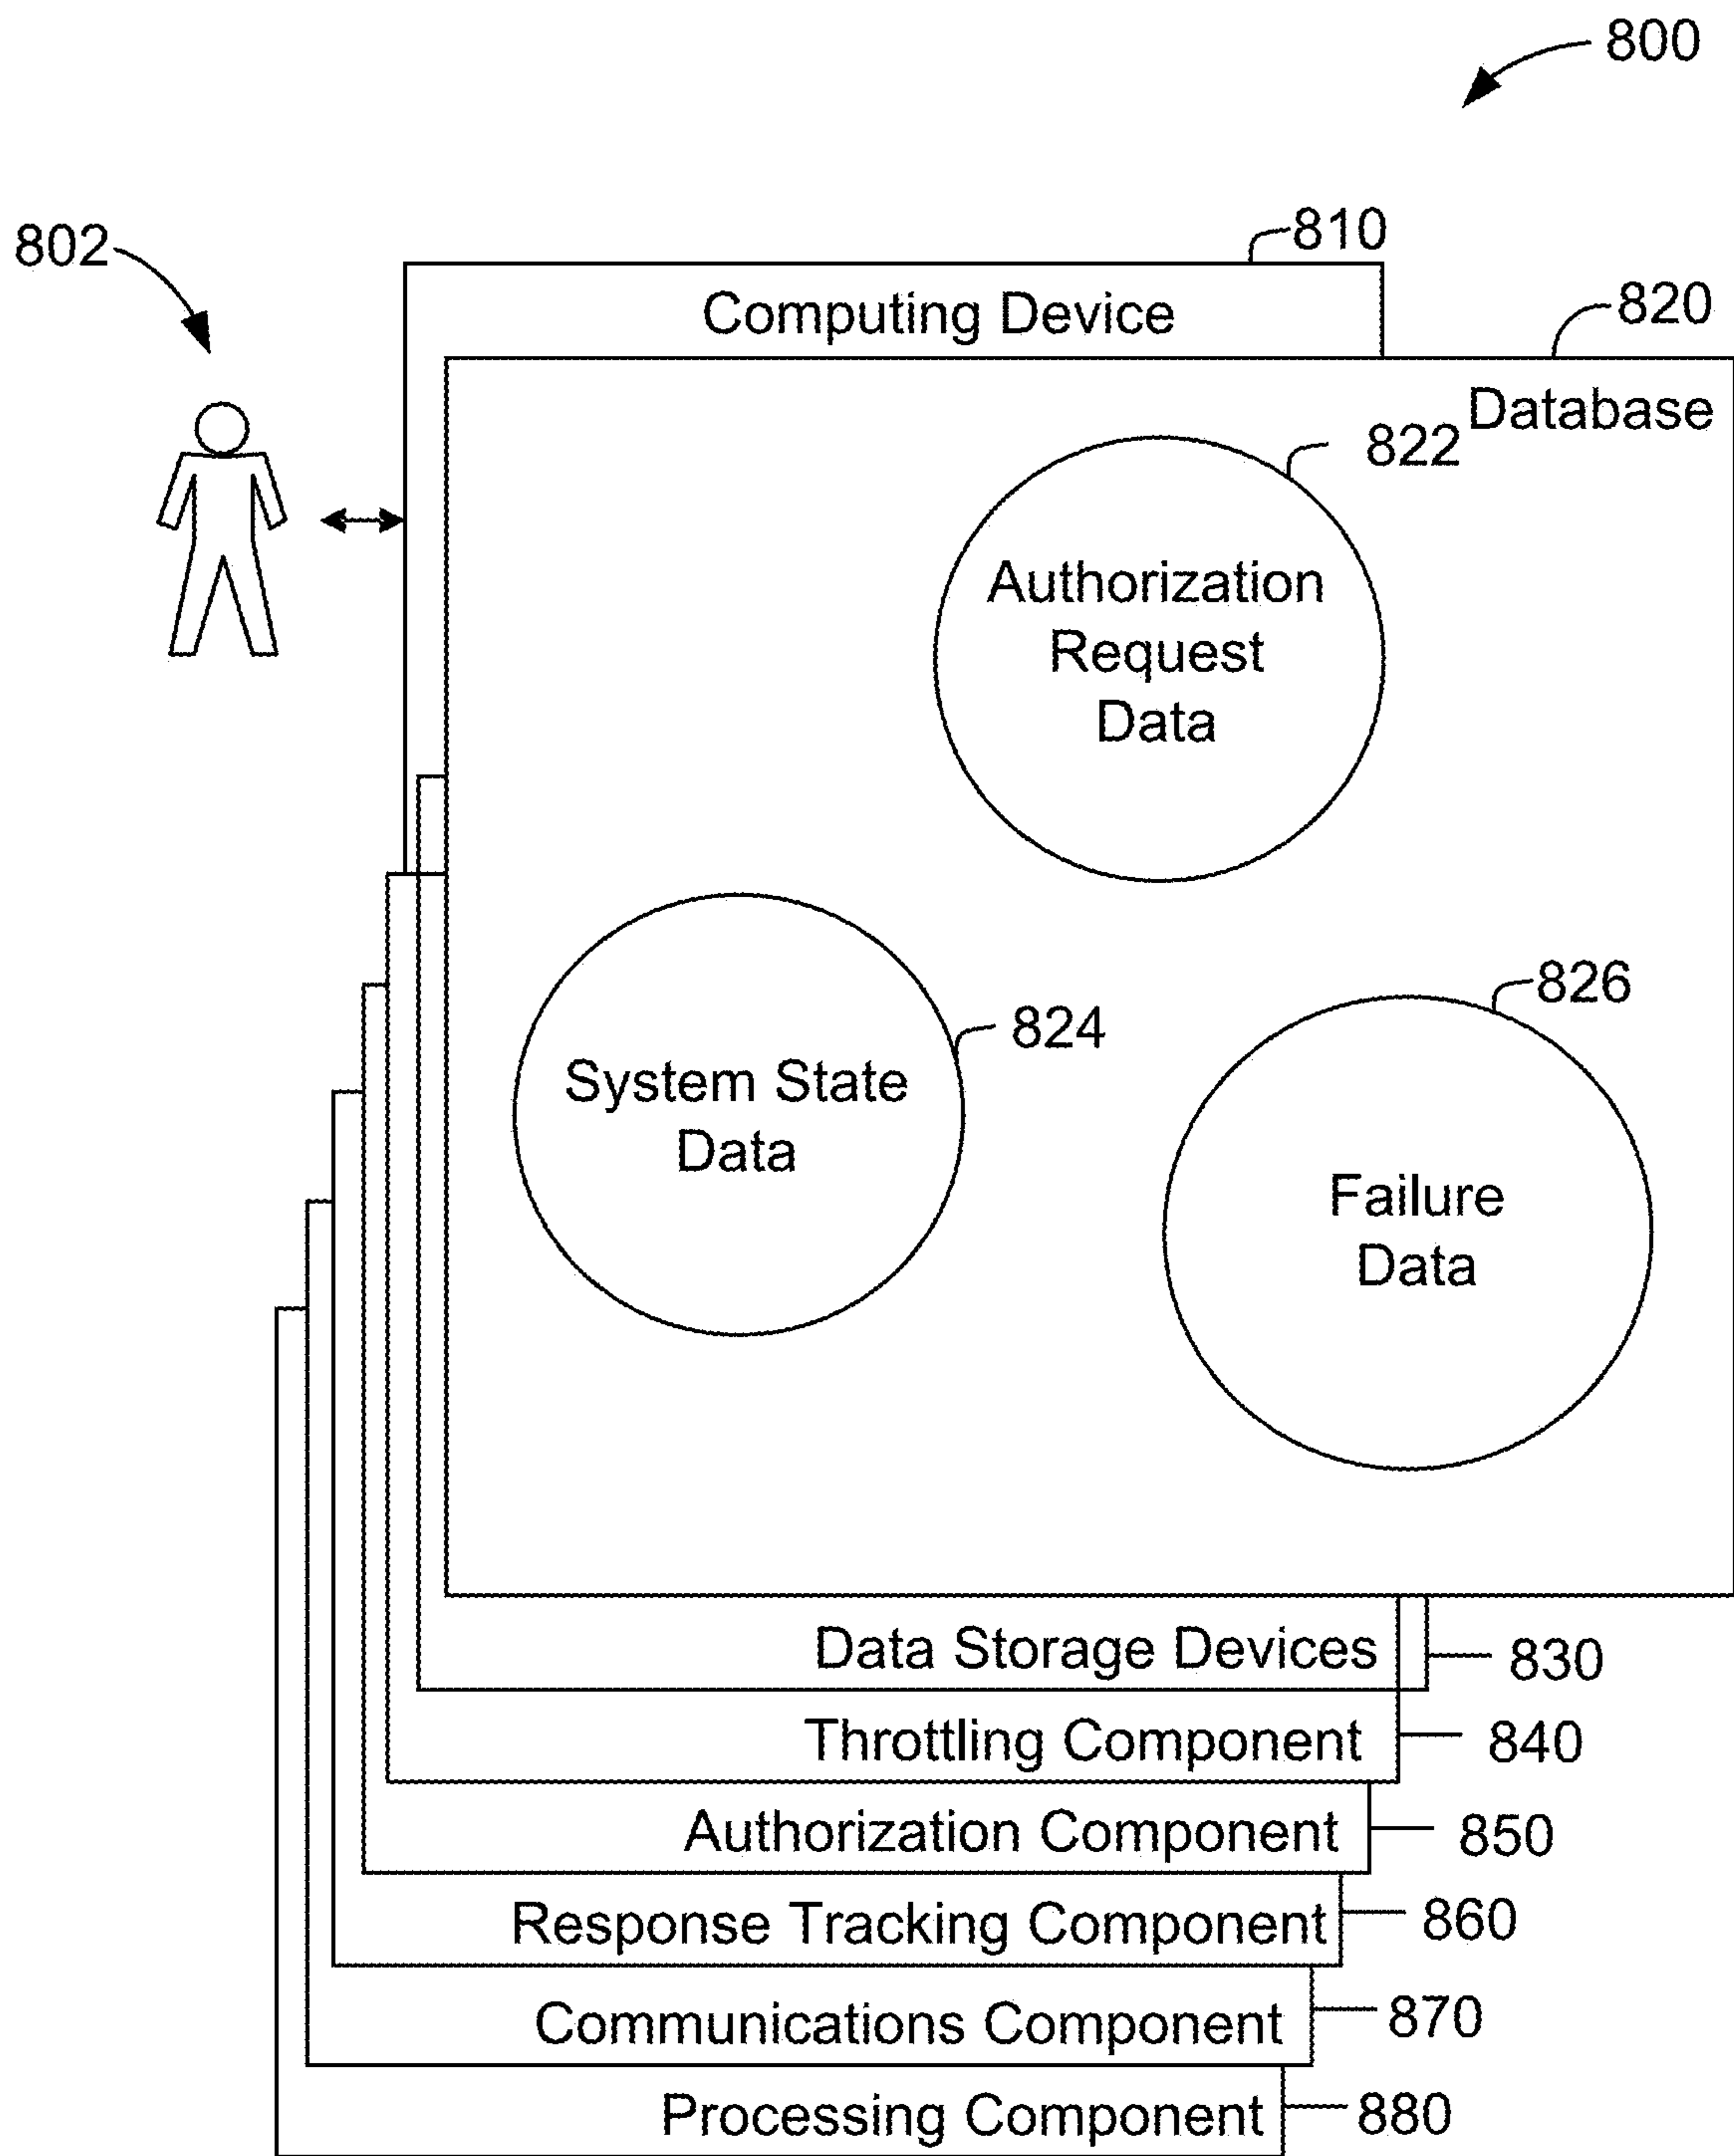 800
802
810
Computing Device
820
Database
822
Authorization
Request
Data
826
824
System State
Data
Failure
Data
Data Storage Devices
830
Throttling Component
840
Authorization Component
850
Response Tracking Component
860
Communications Component
870
Processing Component
880